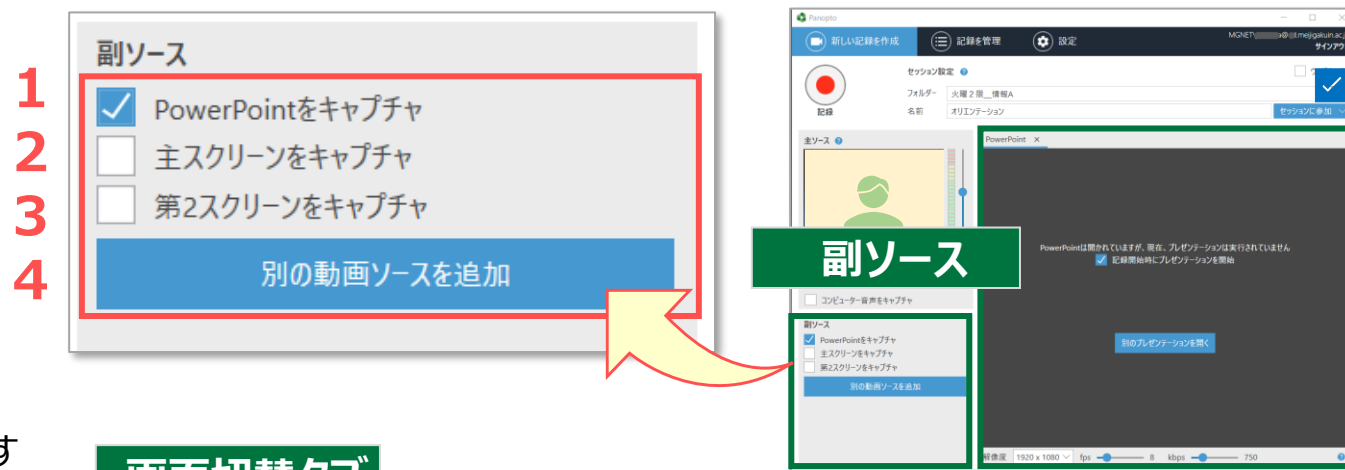 副ソース
1
PowerPointをキャプチャ
2
主スクリーンをキャプチャ
3
第2スクリーンをキャプチャ
4
別の動画ソースを追加
Panopto
新しい記録を作成
記録を管理
設定
MGNET\
サインアウ
セッション設定
記録
フォルダー 火曜2限__情報A
名前 オリエンテーション
セッションに参加
主ソース
PowerPoint ×
副ソース
PowerPointは開かれていますが、現在、プレゼンテーションは実行されていません
記録開始時にプレゼンテーションを開始
コンピューター音声をキャプチャ
副ソース
PowerPointをキャプチャ
主スクリーンをキャプチャ
第2スクリーンをキャプチャ
別の動画ソースを追加
別のプレゼンテーションを開く
解像度 1920 x 1080 fps 8 kbps 750
す
画面切替タブ